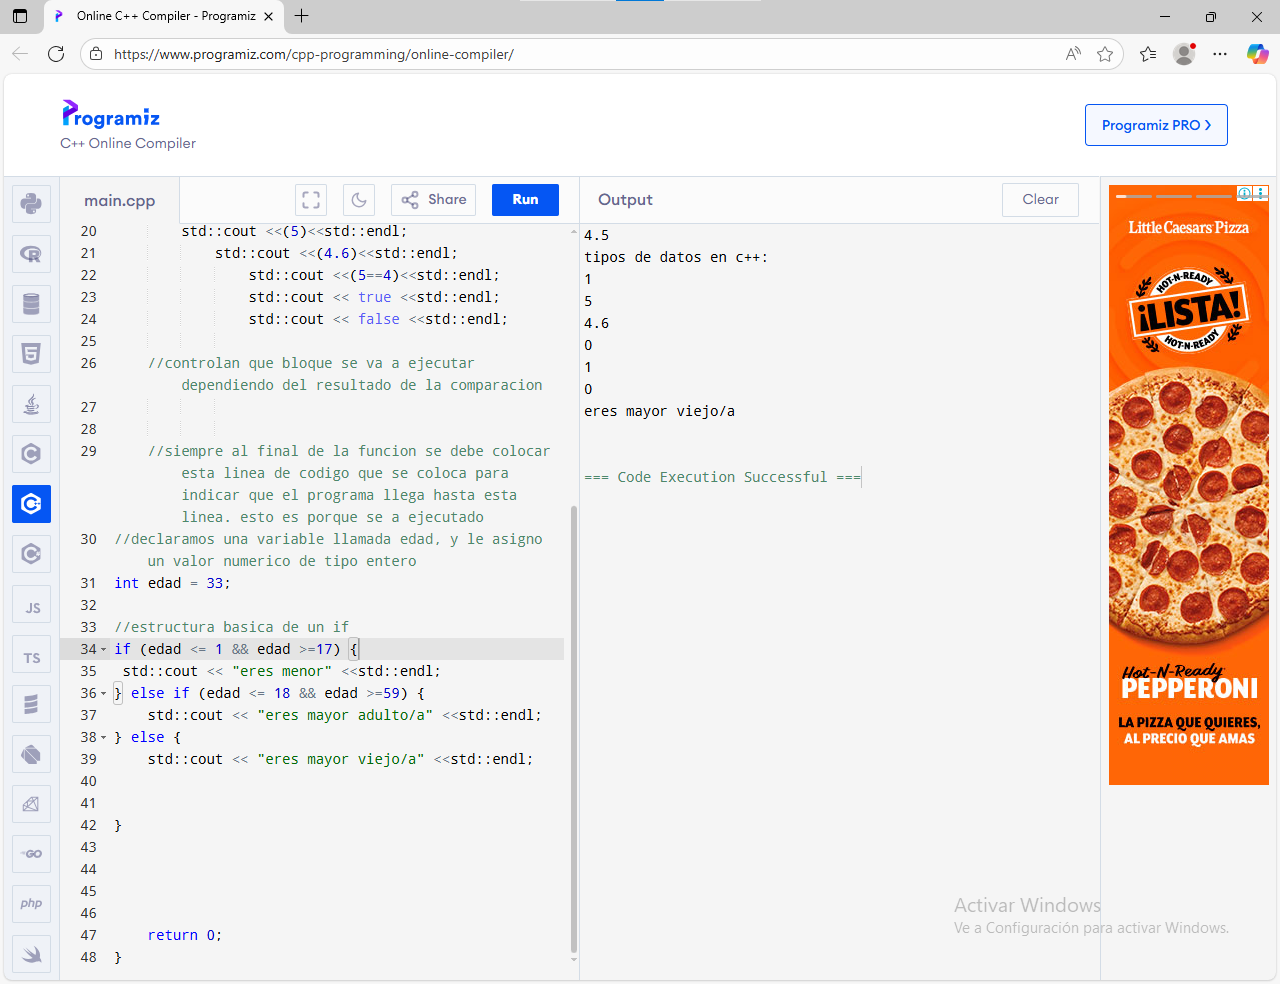 Online C++ Compiler - Programiz
https://www.programiz.com/cpp-programming/online-compiler/
Programiz
C++ Online Compiler
Programiz PRO
main.cpp
Share
Run
Output
Clear
20 std::cout <<(5)<<std::endl;
21 std::cout <<(4.6)<<std::endl;
22 std::cout <<(5==4)<<std::endl;
23 std::cout << true <<std::endl;
24 std::cout << false <<std::endl;
25
26 //controlan que bloque se va a ejecutar
dependiendo del resultado de la comparacion
27
28
29 //siempre al final de la funcion se debe colocar
esta linea de codigo que se coloca para
indicar que el programa llega hasta esta
linea. esto es porque se a ejecutado
30 //declaramos una variable llamada edad, y le asigno
un valor numerico de tipo entero
31 int edad = 33;
32
33 //estructura basica de un if
34 if (edad <= 1 && edad >=17) {
35 std::cout << "eres menor" <<std::endl;
36 } else if (edad <= 18 && edad >=59) {
37 std::cout << "eres mayor adulto/a" <<std::endl;
38 } else {
39 std::cout << "eres mayor viejo/a" <<std::endl;
40
41
42 }
43
44
45
46
47 return 0;
48 }
4.5
tipos de datos en c++:
1
5
4.6
0
1
0
eres mayor viejo/a
=== Code Execution Successful ===
JS
TS
GO
php
Little Caesars Pizza
HOT-N-READY
¡LISTA!
HOT-N-READY
Hot-N-Ready
PEPPERONI
LA PIZZA QUE QUIERES,
AL PRECIO QUE AMAS
Activar Windows
Ve a Configuración para activar Windows.